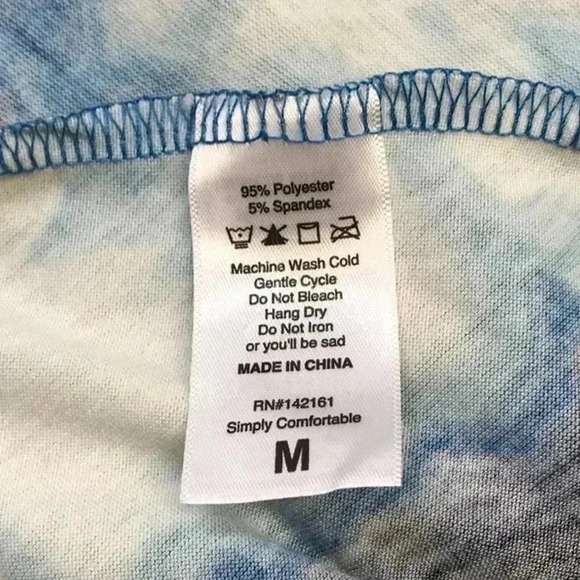 95% Polyester
5% Spandex
Machine Wash Cold
Gentle Cycle
Do Not Bleach
Hang Dry
Do Not Iron
or you'll be sad
MADE IN CHINA
RN#142161
Simply Comfortable
M